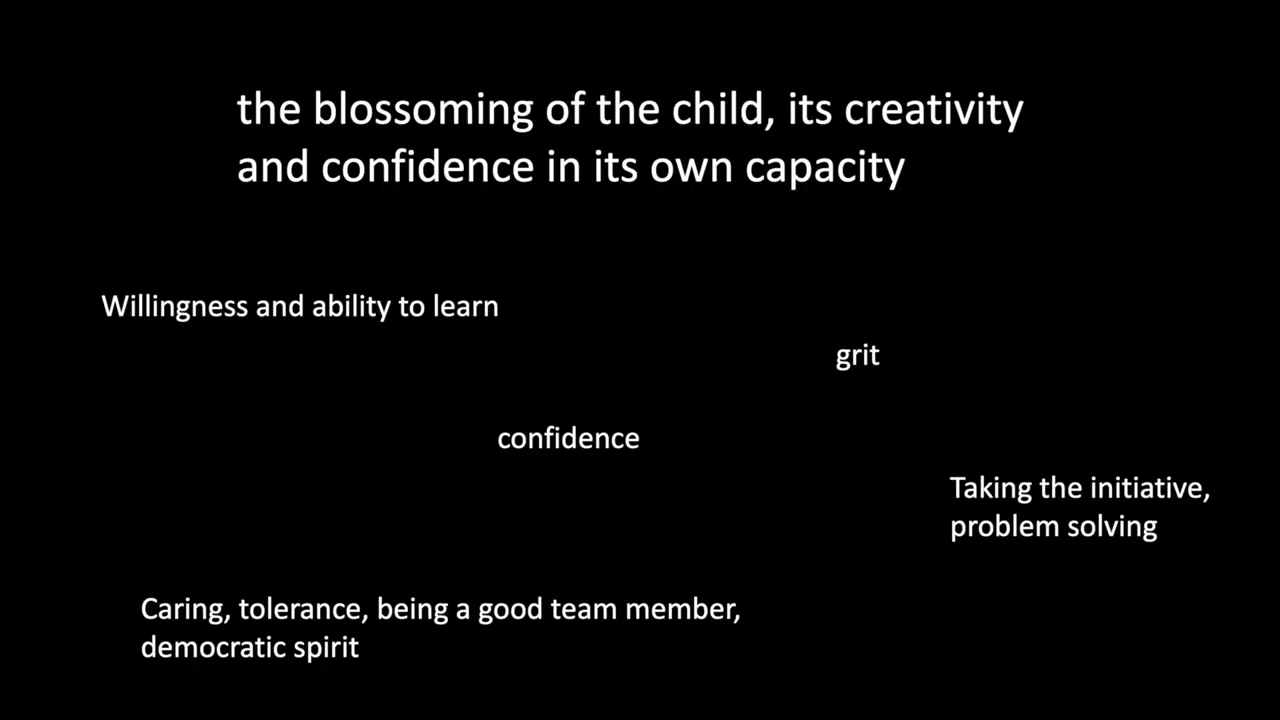 the blossoming of the child, its creativity
and confidence in its own capacity
Willingness and ability to learn
grit
confidence
Taking the initiative,
problem solving
Caring, tolerance, being a good team member,
democratic spirit